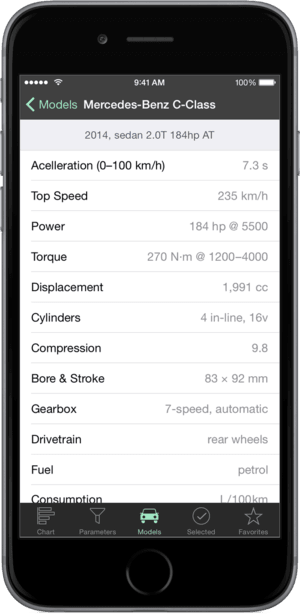 9:41 AM 100%
Models Mercedes-Benz C-Class
2014, sedan 2.0T 184hp AT
Acelleration (0–100 km/h) 7.3 s
Top Speed 235 km/h
Power 184 hp @ 5500
Torque 270 N·m @ 1200–4000
Displacement 1,991 cc
Cylinders 4 in-line, 16v
Compression 9.8
Bore & Stroke 83 × 92 mm
Gearbox 7-speed, automatic
Drivetrain rear wheels
Fuel petrol
Consumption L/100km
Chart Parameters Models Selected Favorites